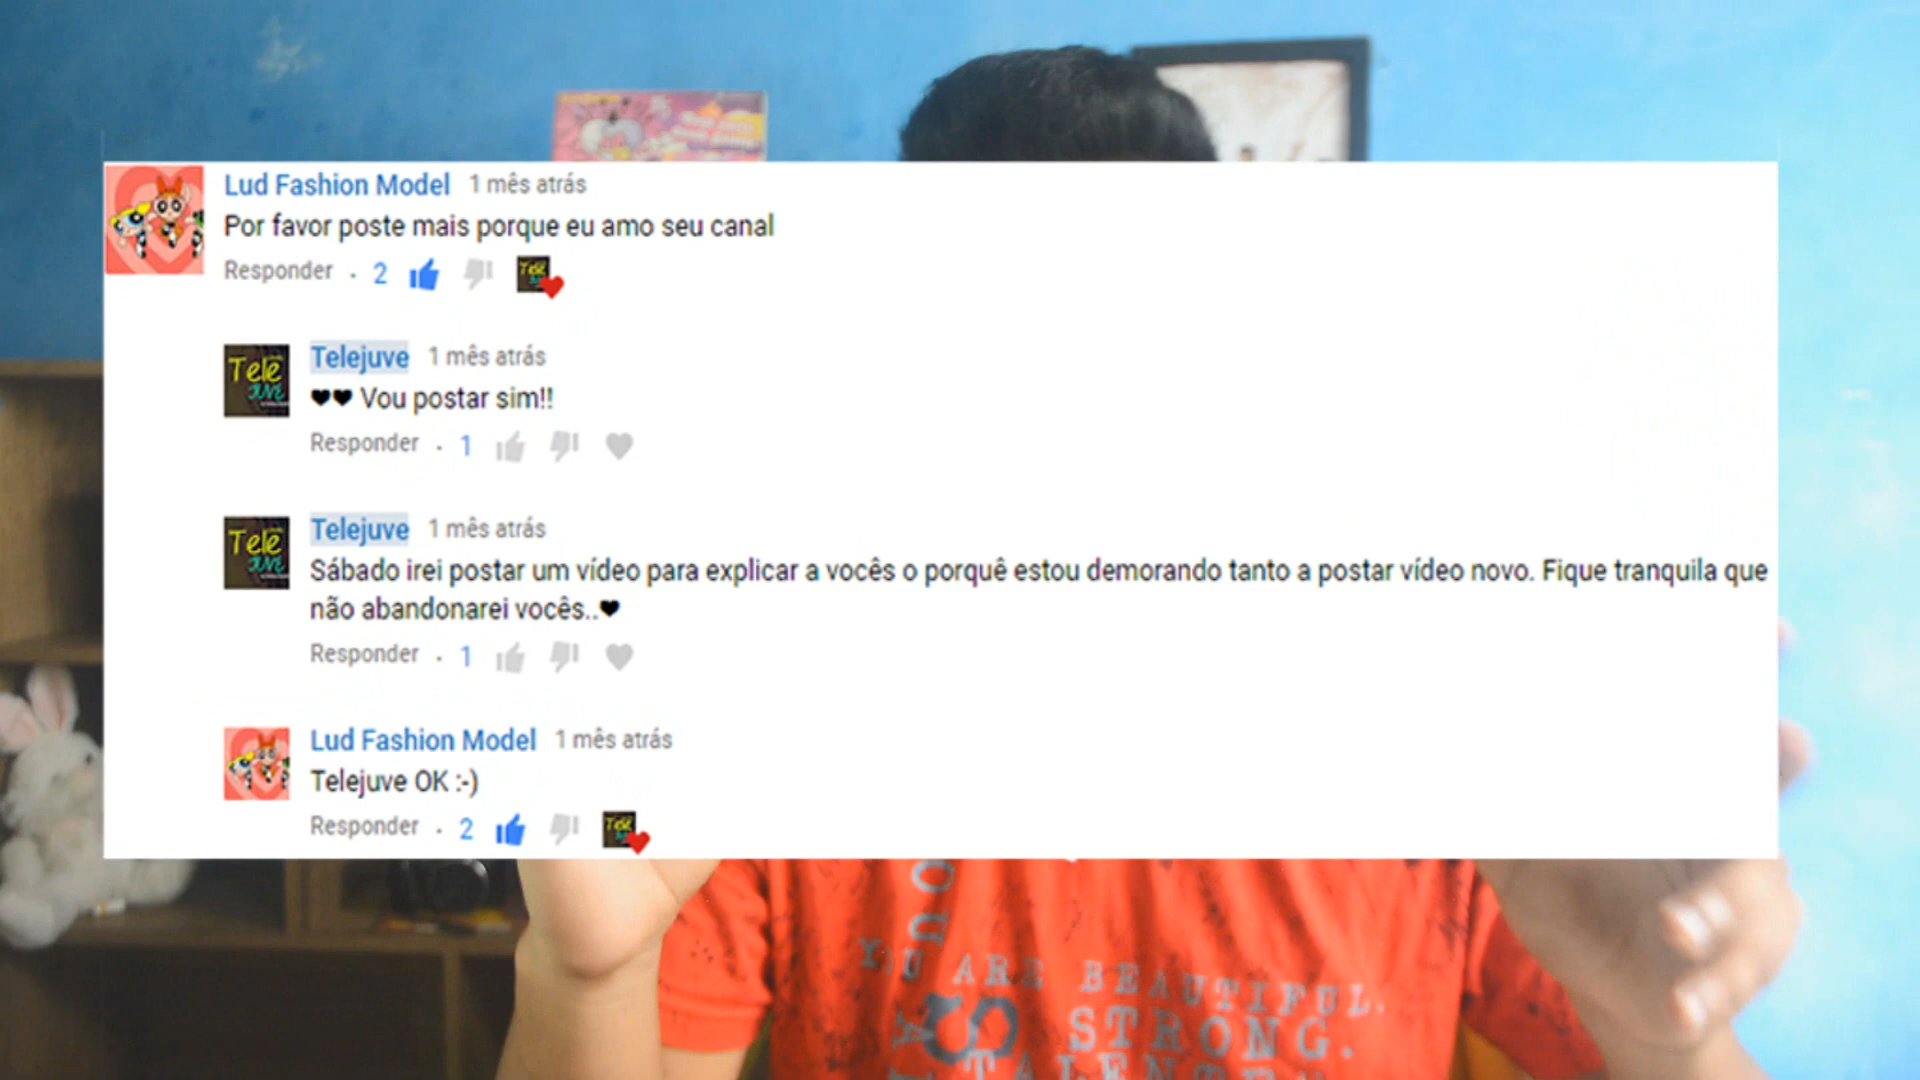 Lud Fashion Model 1 mês atrás
Por favor poste mais porque eu amo seu canal
Responder . 2
Telejuve 1 mês atrás
♥♥ Vou postar sim!!
Responder . 1
Telejuve 1 mês atrás
Sábado irei postar um vídeo para explicar a vocês o porquê estou demorando tanto a postar vídeo novo. Fique tranquila que
não abandonarei vocês..♥
Responder . 1
Lud Fashion Model 1 mês atrás
Telejuve OK :-)
Responder . 2
ARE BEAUTIFUL.
STRONG.